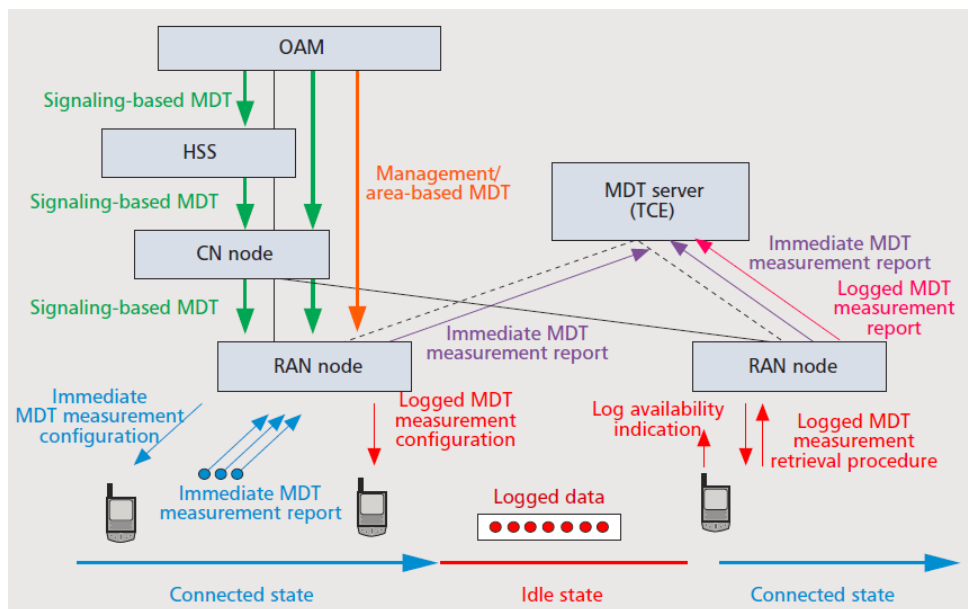 OAM
Signaling-based MDT
HSS
Management/
area-based MDT
MDT server
(TCE)
Signaling-based MDT
CN node
Immediate MDT
measurement report
Signaling-based MDT
Logged MDT
measurement
report
Immediate MDT
measurement report
RAN node
RAN node
Immediate
MDT measurement
configuration
Logged MDT
measurement
configuration
Log availability
indication
Logged MDT
measurement
retrieval procedure
Immediate MDT
measurement report
Logged data
Connected state
Idle state
Connected state